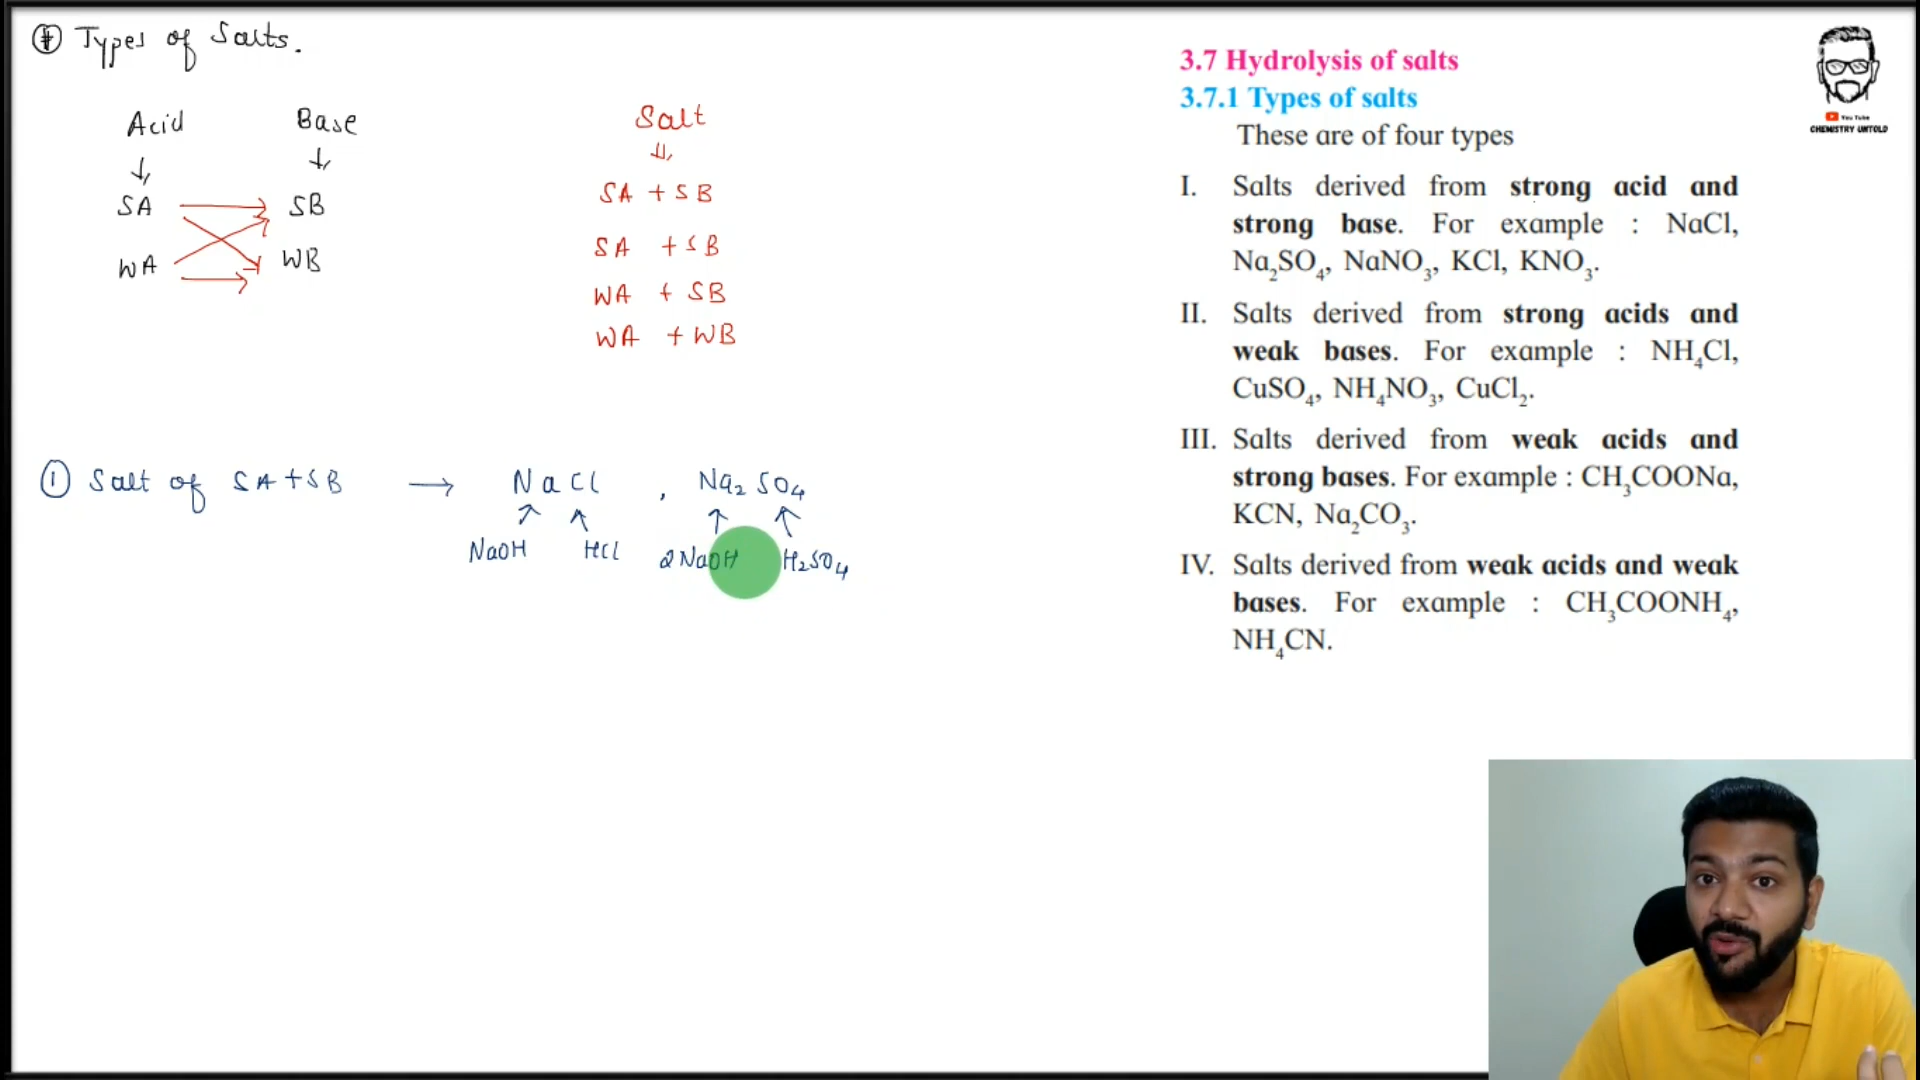 # Types of Salts.
Acid Base
SA SB
WA WB
Salt
SA + SB
SA + SB
WA + SB
WA + WB
① Salt of SA+SB → NaCl , Na₂SO₄
NaOH HCl 2NaOH H₂SO₄
3.7 Hydrolysis of salts
3.7.1 Types of salts
These are of four types
I. Salts derived from strong acid and
strong base. For example : NaCl,
Na₂SO₄, NaNO₃, KCl, KNO₃.
II. Salts derived from strong acids and
weak bases. For example : NH₄Cl,
CuSO₄, NH₄NO₃, CuCl₂.
III. Salts derived from weak acids and
strong bases. For example : CH₃COONa,
KCN, Na₂CO₃.
IV. Salts derived from weak acids and weak
bases. For example : CH₃COONH₄,
NH₄CN.
You Tube
CHEMISTRY UNTOLD